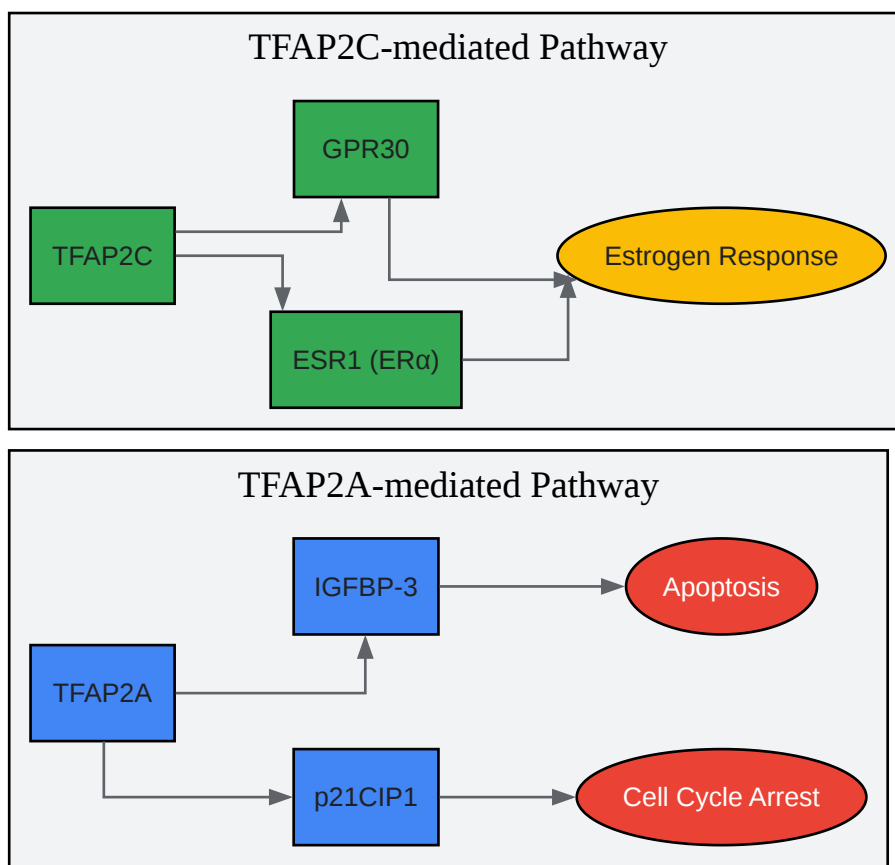 TFAP2C-mediated Pathway
GPR30
TFAP2C
Estrogen Response
ESR1 (ERα)
TFAP2A-mediated Pathway
IGFBP-3
Apoptosis
TFAP2A
p21CIP1
Cell Cycle Arrest